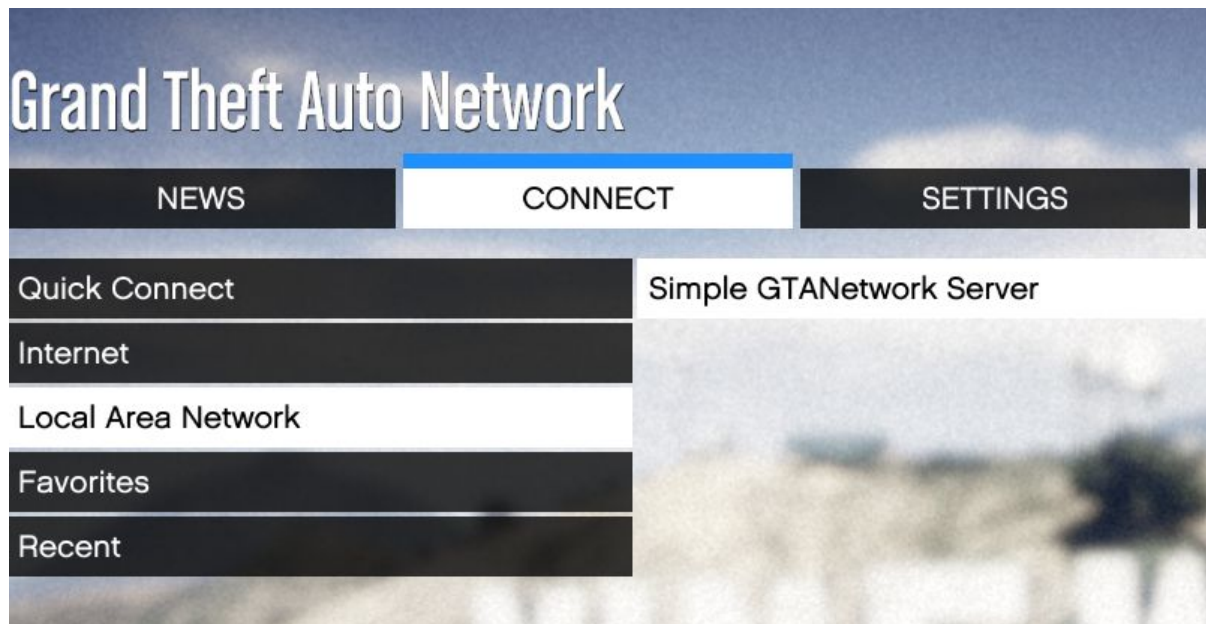 Grand Theft Auto Network
NEWS CONNECT SETTINGS
Quick Connect Simple GTANetwork Server
Internet
Local Area Network
Favorites
Recent